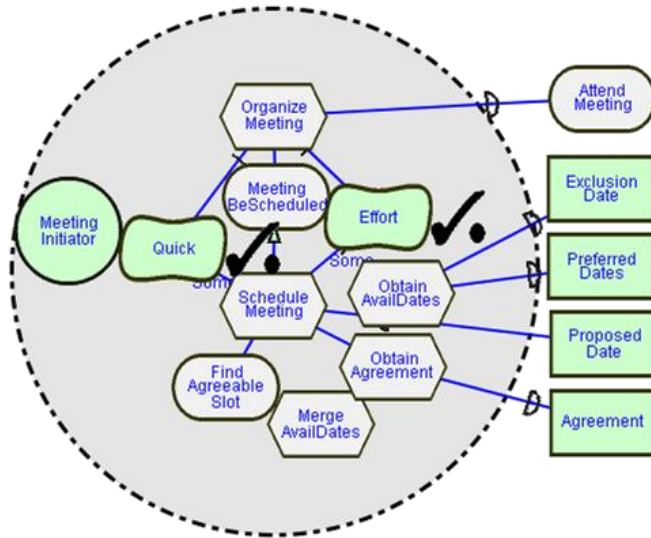 Organize
Meeting
Attend
Meeting
Meeting
BeScheduled
Exclusion
Date
Meeting
Initiator
Quick
Effort
Some
Some
Preferred
Dates
Obtain
AvailDates
Schedule
Meeting
Proposed
Date
Obtain
Agreement
Find
Agreeable
Slot
Merge
AvailDates
Agreement